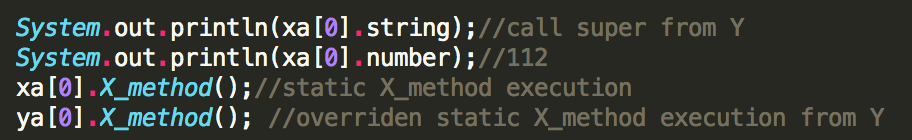 System.out.println(xa[0].string);//call super from Y
System.out.println(xa[0].number);//112
xa[0].X_method();//static X_method execution
ya[0].X_method(); //overriden static X_method execution from Y